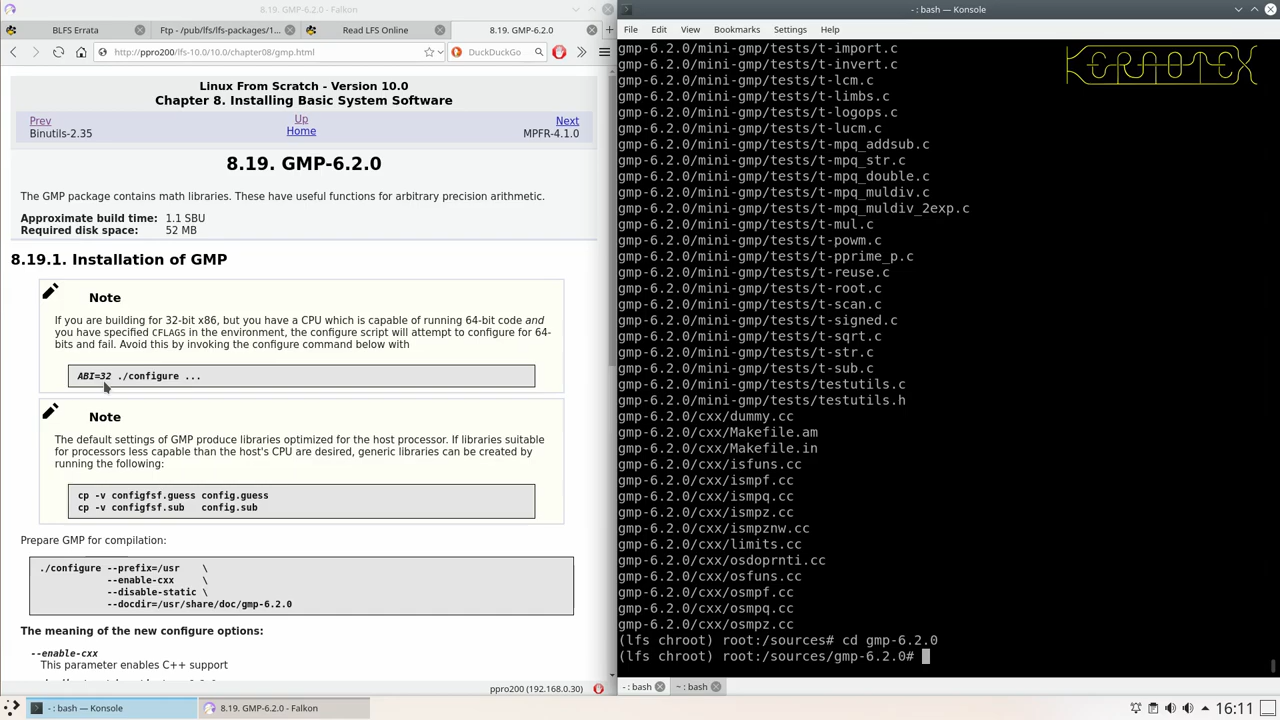 8.19. GMP-6.2.0 - Falkon
BLFS Errata
Ftp - /pub/lfs/lfs-packages/1...
Read LFS Online
8.19. GMP-6.2.0
http://ppro200/lfs-10.0/10.0/chapter08/gmp.html
DuckDuckGo
Linux From Scratch - Version 10.0
Chapter 8. Installing Basic System Software
Prev
Up
Next
Binutils-2.35
Home
MPFR-4.1.0
8.19. GMP-6.2.0
The GMP package contains math libraries. These have useful functions for arbitrary precision arithmetic.
Approximate build time: 1.1 SBU
Required disk space: 52 MB
8.19.1. Installation of GMP
Note
If you are building for 32-bit x86, but you have a CPU which is capable of running 64-bit code and
you have specified CFLAGS in the environment, the configure script will attempt to configure for 64-
bits and fail. Avoid this by invoking the configure command below with
ABI=32 ./configure ...
Note
The default settings of GMP produce libraries optimized for the host processor. If libraries suitable
for processors less capable than the host's CPU are desired, generic libraries can be created by
running the following:
cp -v configfsf.guess config.guess
cp -v configfsf.sub config.sub
Prepare GMP for compilation:
./configure --prefix=/usr \
--enable-cxx \
--disable-static \
--docdir=/usr/share/doc/gmp-6.2.0
The meaning of the new configure options:
--enable-cxx
This parameter enables C++ support
ppro200 (192.168.0.30)
- : bash — Konsole
File Edit View Bookmarks Settings Help
KERNOTEX
gmp-6.2.0/mini-gmp/tests/t-import.c
gmp-6.2.0/mini-gmp/tests/t-invert.c
gmp-6.2.0/mini-gmp/tests/t-lcm.c
gmp-6.2.0/mini-gmp/tests/t-limbs.c
gmp-6.2.0/mini-gmp/tests/t-logops.c
gmp-6.2.0/mini-gmp/tests/t-lucm.c
gmp-6.2.0/mini-gmp/tests/t-mpq_addsub.c
gmp-6.2.0/mini-gmp/tests/t-mpq_str.c
gmp-6.2.0/mini-gmp/tests/t-mpq_double.c
gmp-6.2.0/mini-gmp/tests/t-mpq_muldiv.c
gmp-6.2.0/mini-gmp/tests/t-mpq_muldiv_2exp.c
gmp-6.2.0/mini-gmp/tests/t-mul.c
gmp-6.2.0/mini-gmp/tests/t-powm.c
gmp-6.2.0/mini-gmp/tests/t-pprime_p.c
gmp-6.2.0/mini-gmp/tests/t-reuse.c
gmp-6.2.0/mini-gmp/tests/t-root.c
gmp-6.2.0/mini-gmp/tests/t-scan.c
gmp-6.2.0/mini-gmp/tests/t-signed.c
gmp-6.2.0/mini-gmp/tests/t-sqrt.c
gmp-6.2.0/mini-gmp/tests/t-str.c
gmp-6.2.0/mini-gmp/tests/t-sub.c
gmp-6.2.0/mini-gmp/tests/testutils.c
gmp-6.2.0/mini-gmp/tests/testutils.h
gmp-6.2.0/cxx/dummy.cc
gmp-6.2.0/cxx/Makefile.am
gmp-6.2.0/cxx/Makefile.in
gmp-6.2.0/cxx/isfuns.cc
gmp-6.2.0/cxx/ismpf.cc
gmp-6.2.0/cxx/ismpq.cc
gmp-6.2.0/cxx/ismpz.cc
gmp-6.2.0/cxx/ismpznw.cc
gmp-6.2.0/cxx/limits.cc
gmp-6.2.0/cxx/osdoprnti.cc
gmp-6.2.0/cxx/osfuns.cc
gmp-6.2.0/cxx/osmpf.cc
gmp-6.2.0/cxx/osmpq.cc
gmp-6.2.0/cxx/osmpz.cc
(lfs chroot) root:/sources# cd gmp-6.2.0
(lfs chroot) root:/sources/gmp-6.2.0#
- : bash
~ : bash
- : bash — Konsole
8.19. GMP-6.2.0 - Falkon
16:11